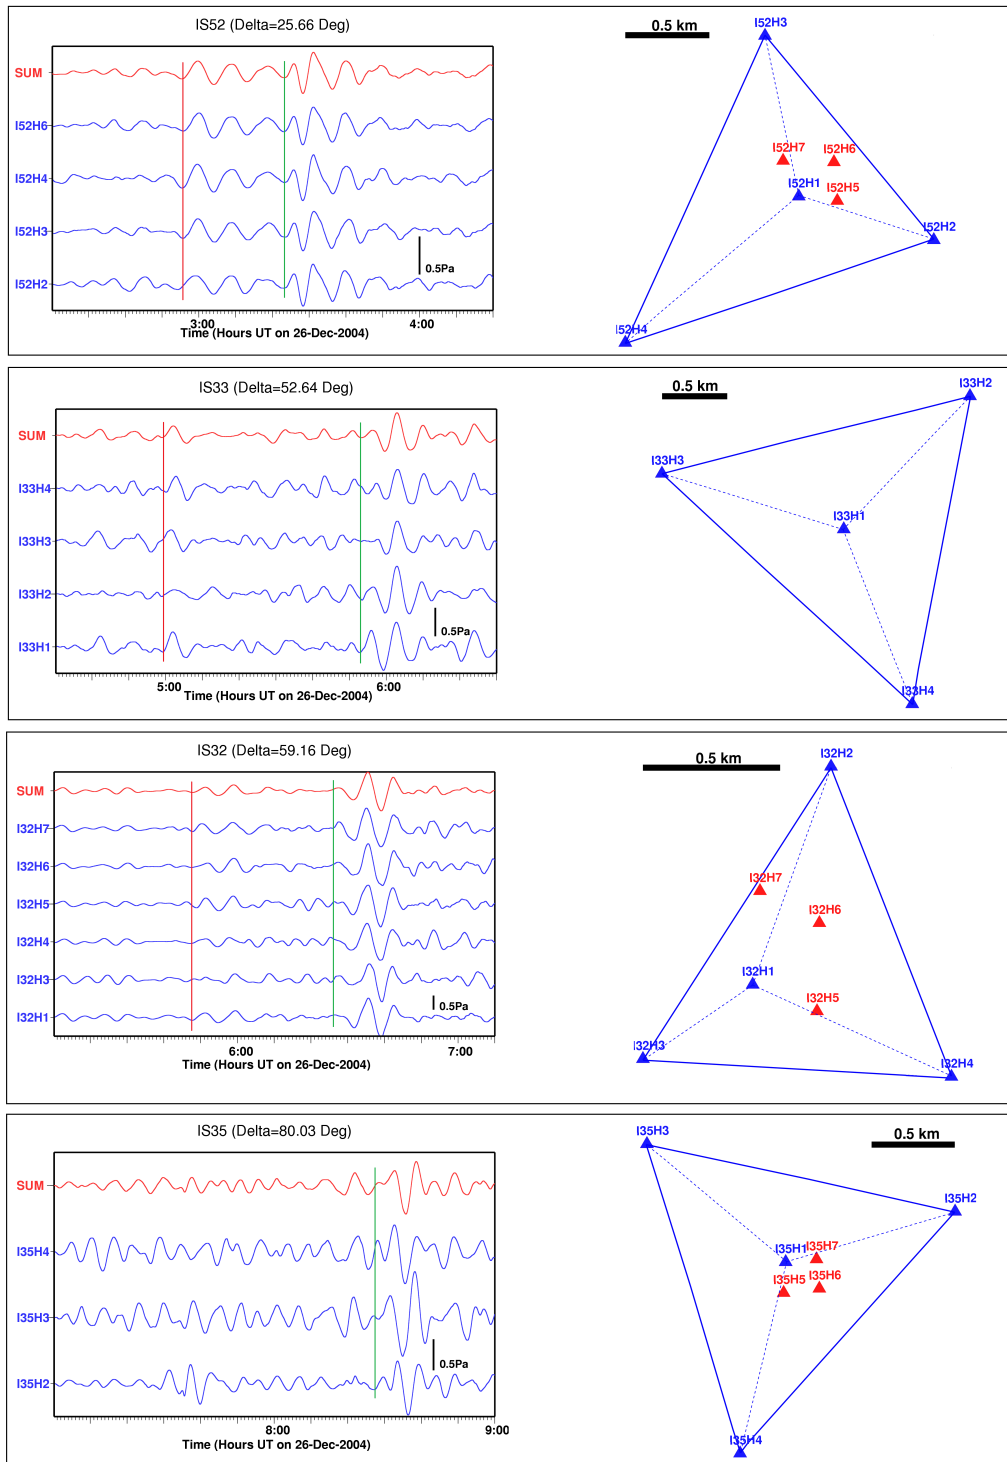 IS52 (Delta=25.66 Deg)
SUM
I52H6
I52H4
I52H3
I52H2
0.5Pa
3:00
4:00
Time (Hours UT on 26-Dec-2004)
0.5 km
I52H3
I52H7
I52H6
I52H1
I52H5
I52H2
I52H4
IS33 (Delta=52.64 Deg)
SUM
I33H4
I33H3
I33H2
I33H1
0.5Pa
5:00
6:00
Time (Hours UT on 26-Dec-2004)
0.5 km
I33H2
I33H3
I33H1
I33H4
IS32 (Delta=59.16 Deg)
SUM
I32H7
I32H6
I32H5
I32H4
I32H3
I32H1
0.5Pa
6:00
7:00
Time (Hours UT on 26-Dec-2004)
0.5 km
I32H2
I32H7
I32H6
I32H1
I32H5
I32H3
I32H4
IS35 (Delta=80.03 Deg)
SUM
I35H4
I35H3
I35H2
0.5Pa
8:00
9:00
Time (Hours UT on 26-Dec-2004)
0.5 km
I35H3
I35H2
I35H1
I35H7
I35H5
I35H6
I35H4